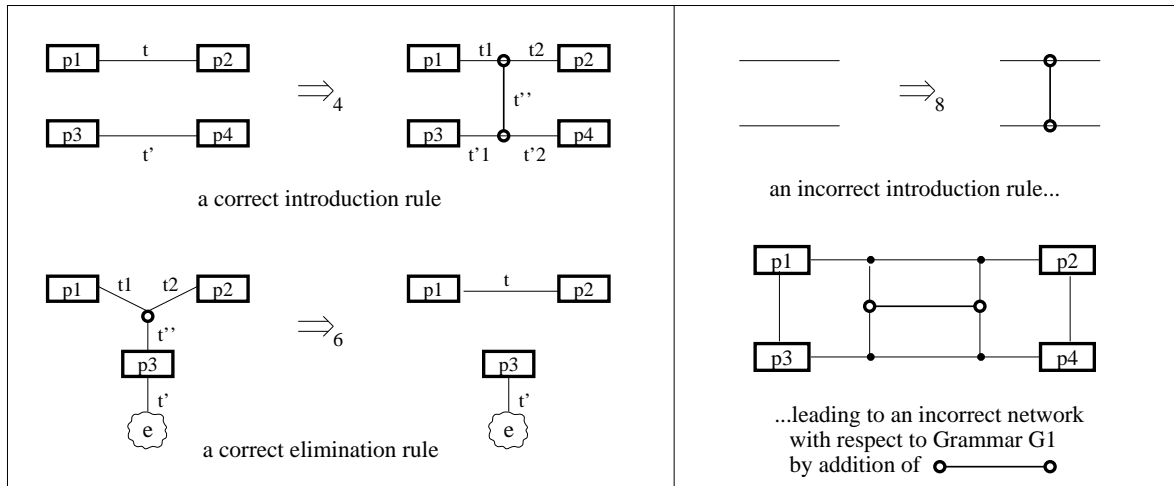 p1 t p2
p3 t' p4
4
p1 t1 t2 p2
t''
p3 t'1 t'2 p4
a correct introduction rule
p1 t1 t2 p2
t''
p3
t'
e
6
p1 t p2
p3
t'
e
a correct elimination rule
8
an incorrect introduction rule...
p1 p2
p3 p4
...leading to an incorrect network
with respect to Grammar G1
by addition of